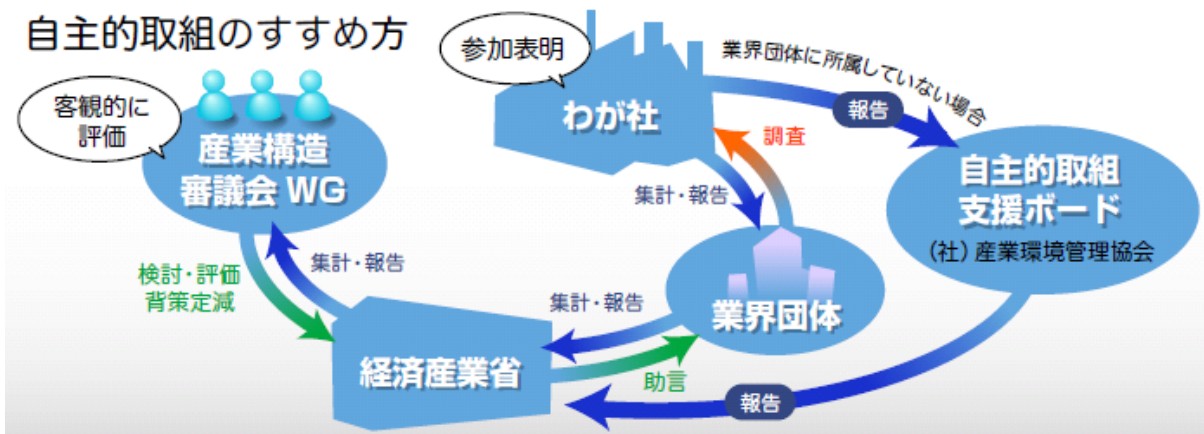 自主的取組のすすめ方
客観的に
評価
産業構造
審議会 WG
参加表明
わが社
業界団体に所属していない場合
報告
調査
集計・報告
自主的取組
支援ボード
(社)産業環境管理協会
検討・評価
背策定減
集計・報告
集計・報告
業界団体
経済産業省
助言
報告